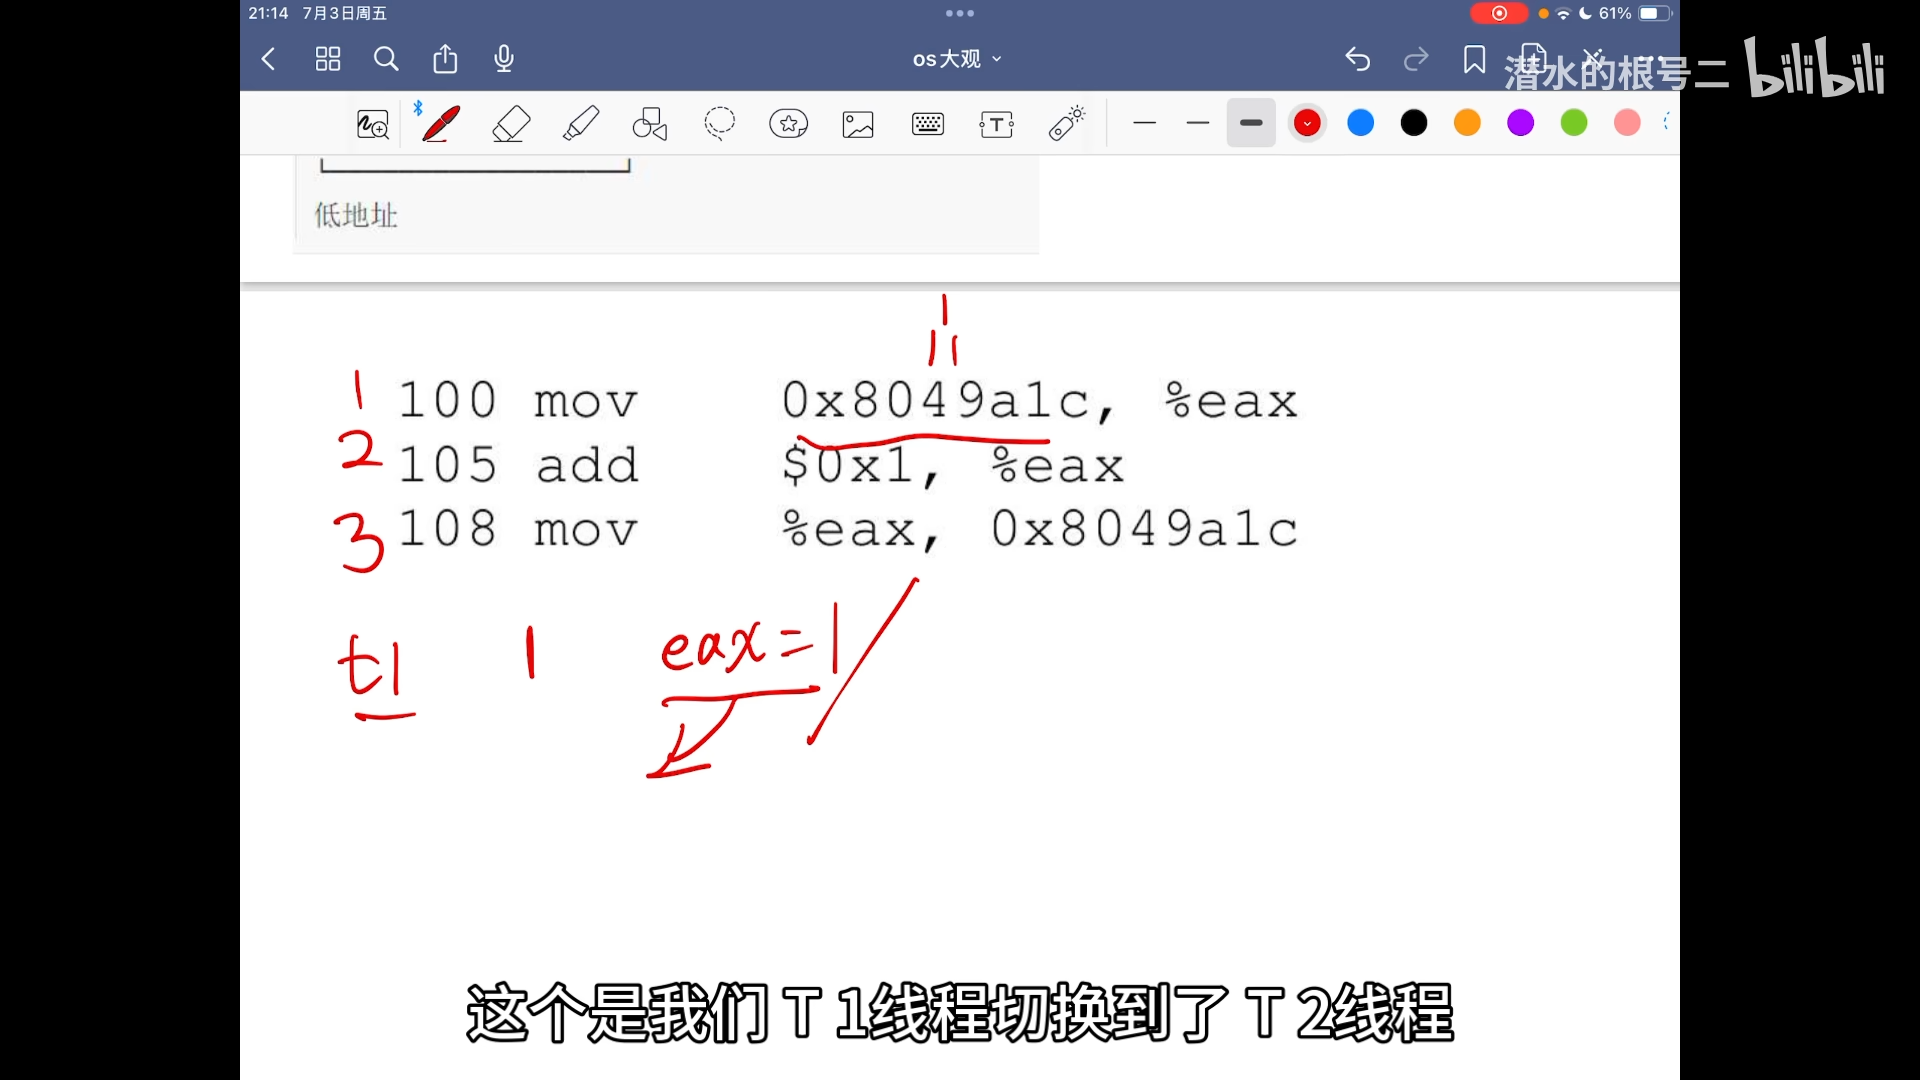 21:14 7月3日周五
61%
os大观
潜水的根号二 bilibili
低地址
1
11
1 100 mov 0x8049a1c, %eax
2 105 add $0x1, %eax
3 108 mov %eax, 0x8049a1c
t1 1 eax=1
这个是我们 T 1线程切换到了 T 2线程